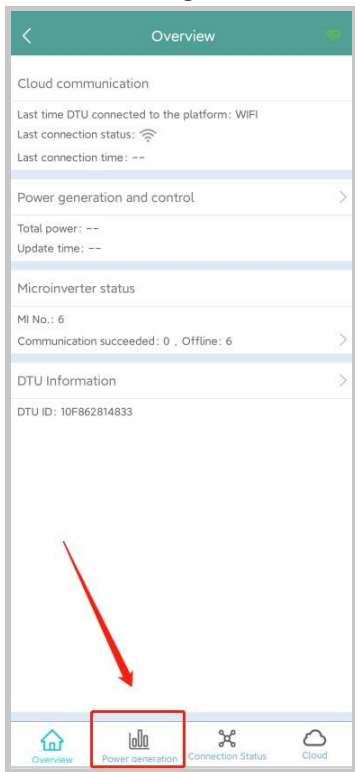 Overview
Cloud communication
Last time DTU connected to the platform: WIFI
Last connection status:
Last connection time: --
Power generation and control
Total power: --
Update time: --
Microinverter status
MI No.: 6
Communication succeeded: 0 , Offline: 6
DTU Information
DTU ID: 10F862814833
Overview
Power generation
Connection Status
Cloud